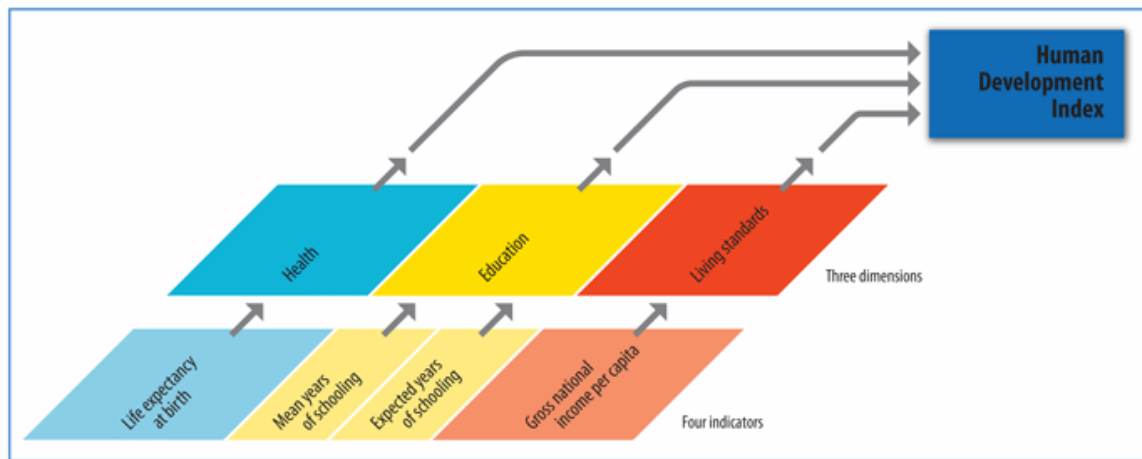 Human
Development
Index
Health
Education
Living standards
Three dimensions
Life expectancy
at birth
Mean years
of schooling
Expected years
of schooling
Gross national
income per capita
Four indicators